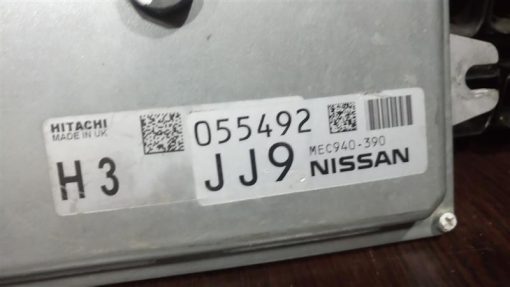 HITACHI
MADE IN UK
H3
055492
JJ9
MEC940-390
NISSAN